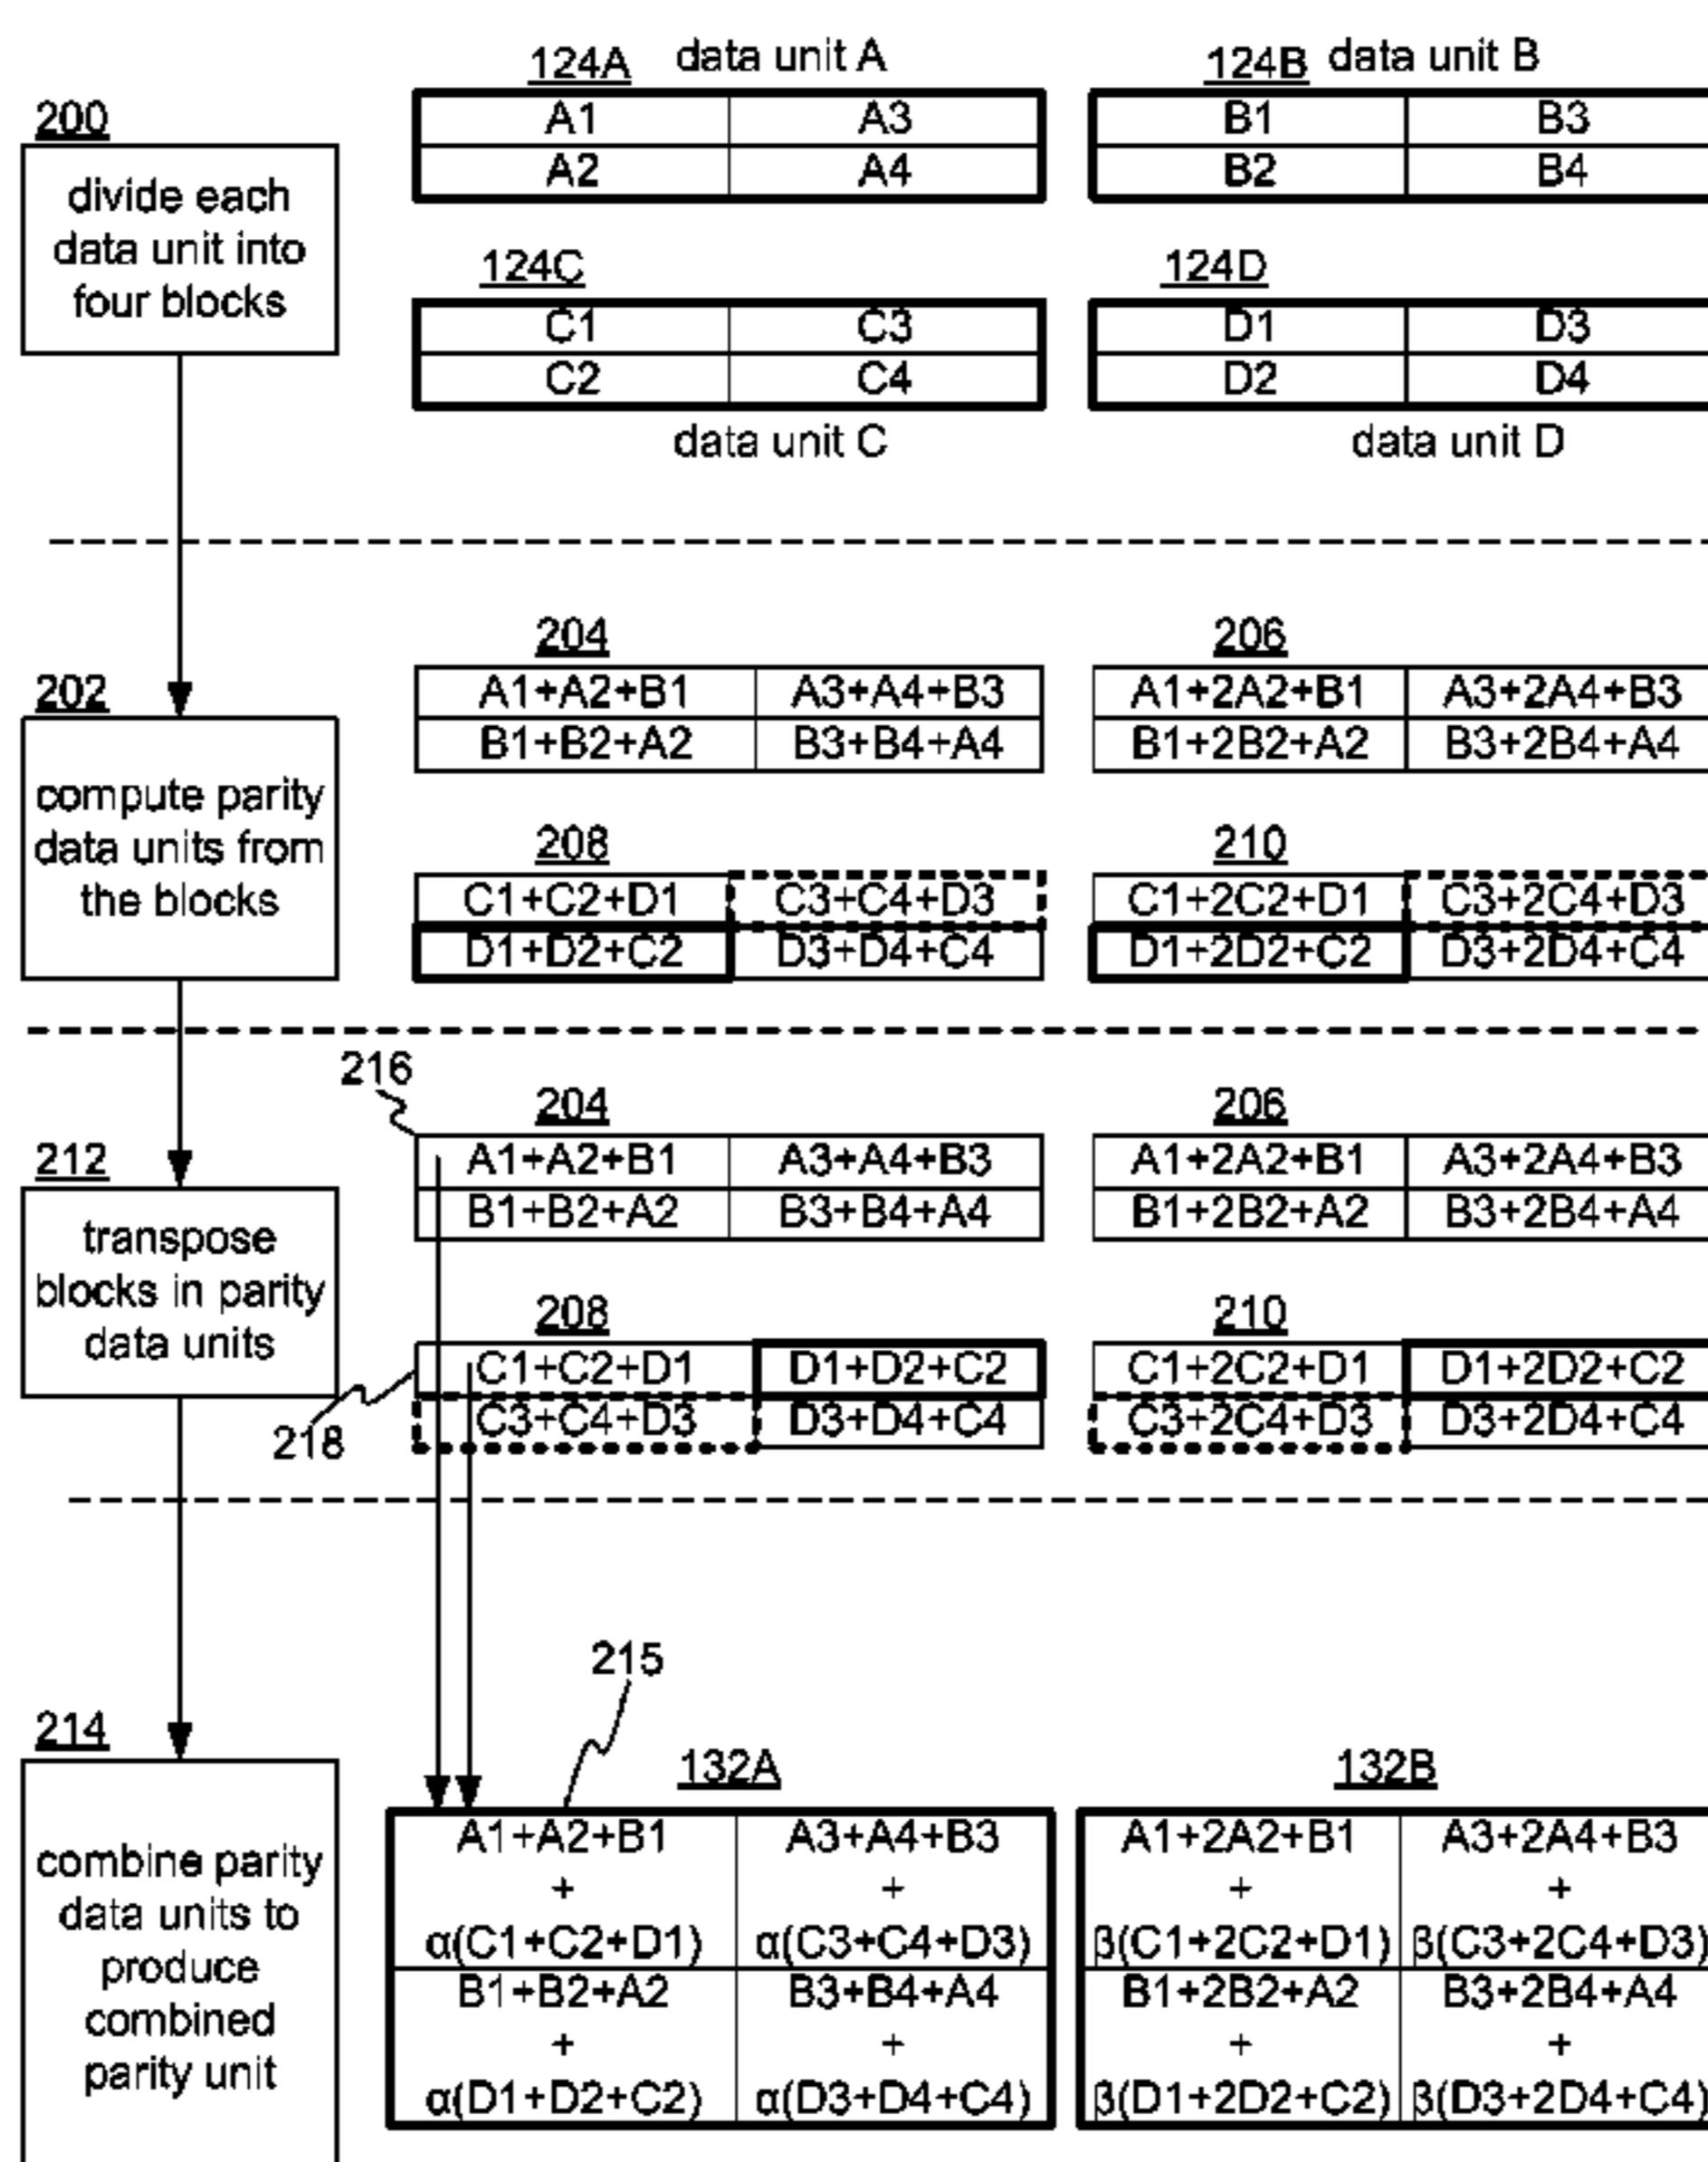 124A data unit A
124B data unit B
200
A1 A3
B1 B3
A2 A4
B2 B4
divide each
data unit into
four blocks
124C
124D
C1 C3
D1 D3
C2 C4
D2 D4
data unit C
data unit D
204
206
202
A1+A2+B1 A3+A4+B3
A1+2A2+B1 A3+2A4+B3
B1+B2+A2 B3+B4+A4
B1+2B2+A2 B3+2B4+A4
compute parity
data units from
the blocks
208
210
C1+C2+D1 C3+C4+D3
C1+2C2+D1 C3+2C4+D3
D1+D2+C2 D3+D4+C4
D1+2D2+C2 D3+2D4+C4
216
204
206
212
A1+A2+B1 A3+A4+B3
A1+2A2+B1 A3+2A4+B3
B1+B2+A2 B3+B4+A4
B1+2B2+A2 B3+2B4+A4
transpose
blocks in parity
data units
208
210
C1+C2+D1 D1+D2+C2
C1+2C2+D1 D1+2D2+C2
C3+C4+D3 D3+D4+C4
C3+2C4+D3 D3+2D4+C4
218
215
214
132A
132B
A1+A2+B1 A3+A4+B3
A1+2A2+B1 A3+2A4+B3
+ +
+ +
α(C1+C2+D1) α(C3+C4+D3)
β(C1+2C2+D1) β(C3+2C4+D3)
B1+B2+A2 B3+B4+A4
B1+2B2+A2 B3+2B4+A4
+ +
+ +
α(D1+D2+C2) α(D3+D4+C4)
β(D1+2D2+C2) β(D3+2D4+C4)
combine parity
data units to
produce
combined
parity unit